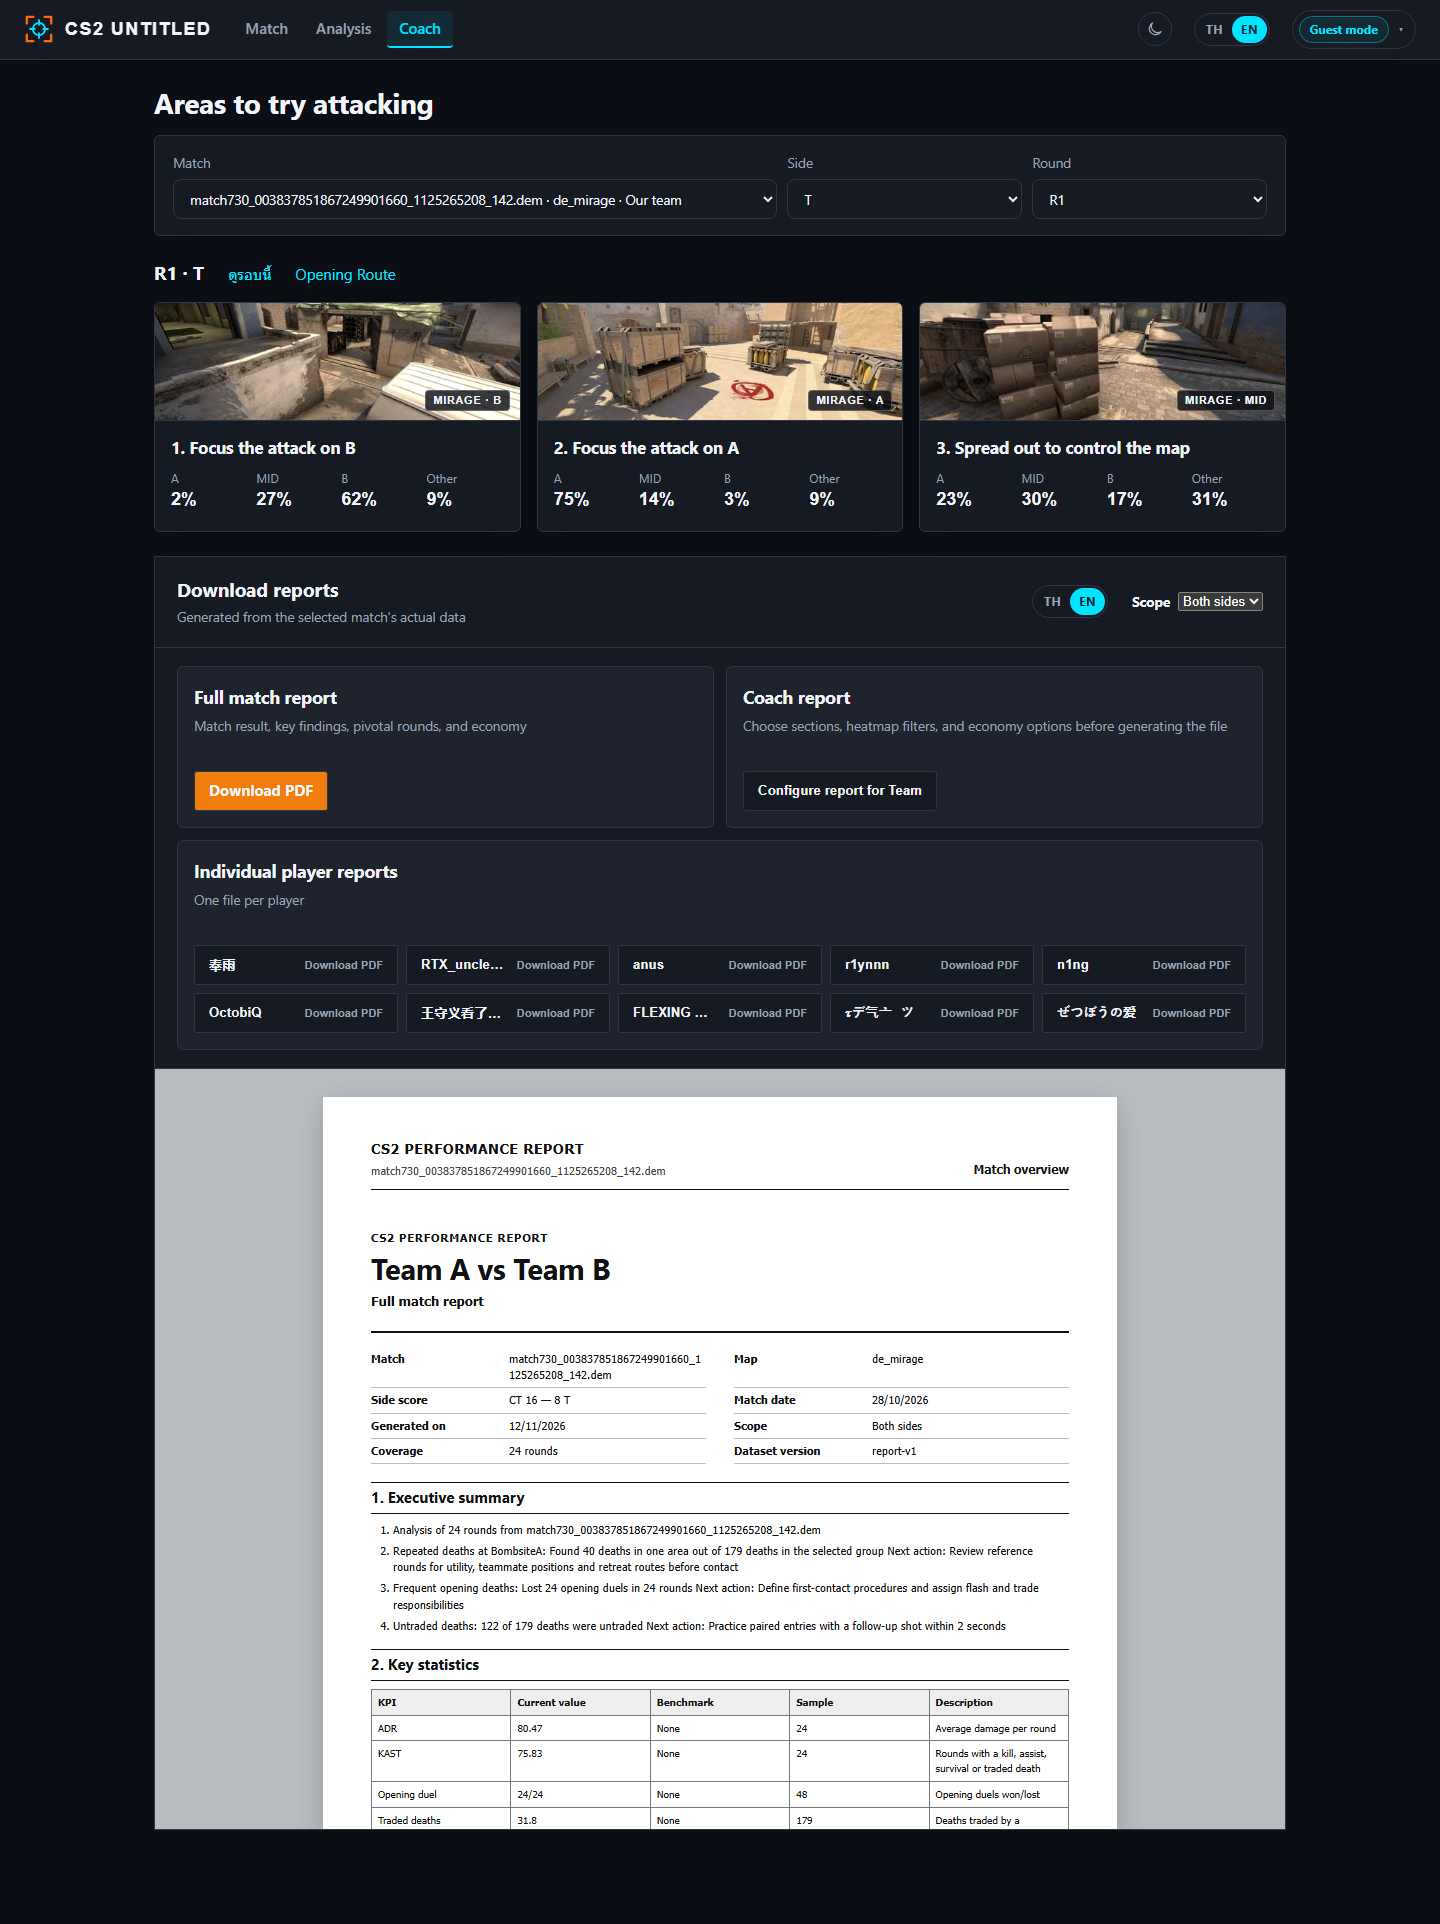 CS2 UNTITLED
Match
Analysis
Coach
TH
EN
Guest mode
Areas to try attacking
Match
Side
Round
match730_003837851867249901660_1125265208_142.dem · de_mirage · Our team
T
R1
R1 · T
ดูรอบนี้
Opening Route
MIRAGE · B
MIRAGE · A
MIRAGE · MID
1. Focus the attack on B
A
MID
B
Other
2%
27%
62%
9%
2. Focus the attack on A
A
MID
B
Other
75%
14%
3%
9%
3. Spread out to control the map
A
MID
B
Other
23%
30%
17%
31%
Download reports
Generated from the selected match's actual data
TH
EN
Scope
Both sides
Full match report
Match result, key findings, pivotal rounds, and economy
Download PDF
Coach report
Choose sections, heatmap filters, and economy options before generating the file
Configure report for Team
Individual player reports
One file per player
Download PDF
RTX_uncle...
Download PDF
anus
Download PDF
r1ynnn
Download PDF
n1ng
Download PDF
OctobiQ
Download PDF
王守义看了...
Download PDF
FLEXING ...
Download PDF
τデ气亠 ツ
Download PDF
ぜつぼうの爱
Download PDF
CS2 PERFORMANCE REPORT
match730_003837851867249901660_1125265208_142.dem
Match overview
CS2 PERFORMANCE REPORT
Team A vs Team B
Full match report
Match
match730_003837851867249901660_1
125265208_142.dem
Map
de_mirage
Side score
CT 16 — 8 T
Match date
28/10/2026
Generated on
12/11/2026
Scope
Both sides
Coverage
24 rounds
Dataset version
report-v1
1. Executive summary
1. Analysis of 24 rounds from match730_003837851867249901660_1125265208_142.dem
2. Repeated deaths at BombsiteA: Found 40 deaths in one area out of 179 deaths in the selected group Next action: Review reference
rounds for utility, teammate positions and retreat routes before contact
3. Frequent opening deaths: Lost 24 opening duels in 24 rounds Next action: Define first-contact procedures and assign flash and trade
responsibilities
4. Untraded deaths: 122 of 179 deaths were untraded Next action: Practice paired entries with a follow-up shot within 2 seconds
2. Key statistics
KPI
Current value
Benchmark
Sample
Description
ADR
80.47
None
24
Average damage per round
KAST
75.83
None
24
Rounds with a kill, assist,
survival or traded death
Opening duel
24/24
None
48
Opening duels won/lost
Traded deaths
31.8
None
179
Deaths traded by a